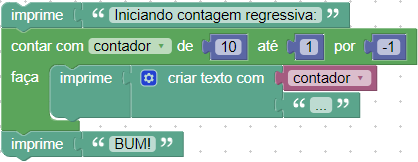 imprime “ Iniciando contagem regressiva: ”
contar com contador de 10 até 1 por -1
faça imprime criar texto com contador
“ ... ”
imprime “ BUM! ”